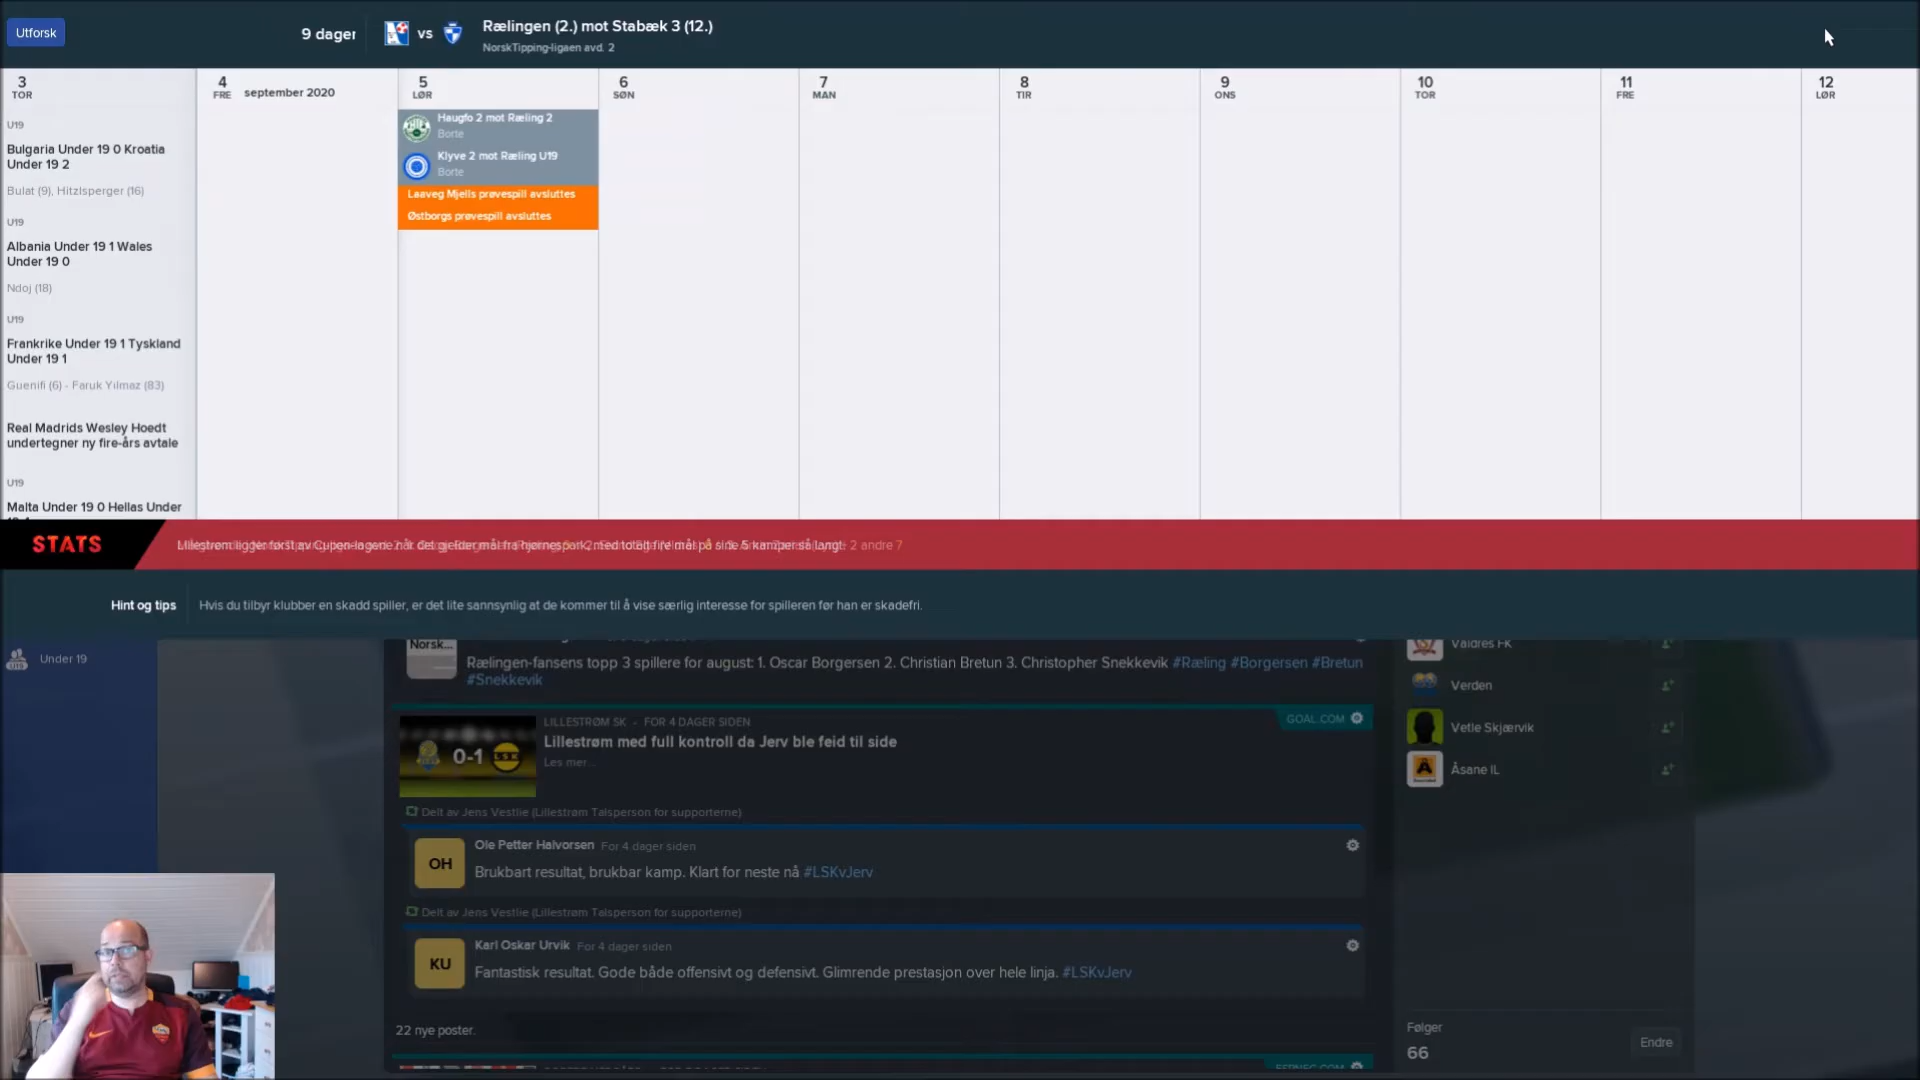 Utforsk
9 dager
vs
Rælingen (2.) mot Stabæk 3 (12.)
NorskTipping-ligaen avd. 2
3
TOR
4
FRE september 2020
5
LØR
6
SØN
7
MAN
8
TIR
9
ONS
10
TOR
11
FRE
12
LØR
U19
Bulgaria Under 19 0 Kroatia
Under 19 2
Bulat (9), Hitzlsperger (16)
U19
Albania Under 19 1 Wales
Under 19 0
Ndoj (18)
U19
Frankrike Under 19 1 Tyskland
Under 19 1
Guenifi (6) - Faruk Yilmaz (83)
Real Madrids Wesley Hoedt
undertegner ny fire-års avtale
U19
Malta Under 19 0 Hellas Under
Haugfo 2 mot Ræling 2
Borte
Klyve 2 mot Ræling U19
Borte
Laaveg Mjells prøvespill avsluttes
Østborgs prøvespill avsluttes
STATS
Hint og tips
Hvis du tilbyr klubber en skadd spiller, er det lite sannsynlig at de kommer til å vise særlig interesse for spilleren før han er skadefri.
Under 19
Norsk...
Rælingen-fansens topp 3 spillere for august: 1. Oscar Borgersen 2. Christian Bretun 3. Christopher Snekkevik #Ræling #Borgersen #Bretun
#Snekkevik
LILLESTRØM SK - FOR 4 DAGER SIDEN
GOAL.COM
0-1
LSK
Lillestrøm med full kontroll da Jerv ble feid til side
Les mer...
Delt av Jens Vestlie (Lillestrøm Talsperson for supporterne)
OH
Ole Petter Halvorsen For 4 dager siden
Brukbart resultat, brukbar kamp. Klart for neste nå #LSKvJerv
Delt av Jens Vestlie (Lillestrøm Talsperson for supporterne)
KU
Karl Oskar Urvik For 4 dager siden
Fantastisk resultat. Gode både offensivt og defensivt. Glimrende prestasjon over hele linja. #LSKvJerv
22 nye poster.
ESPNFC.COM
Valdres FK
Verden
Vetle Skjærvik
Åsane IL
Følger
66
Endre